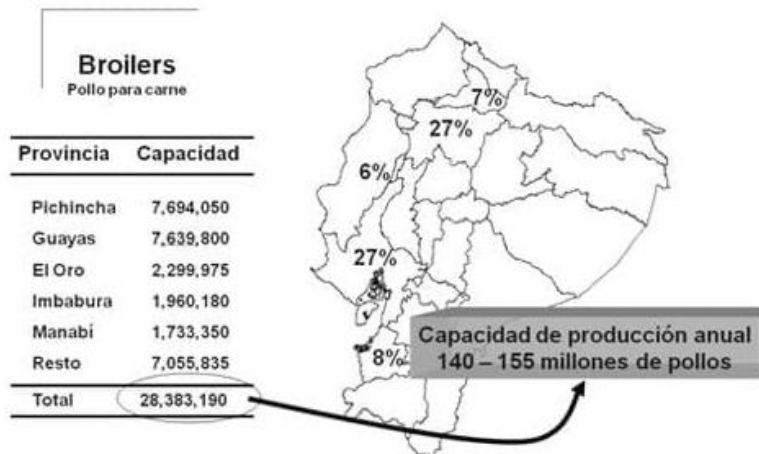 Broilers
Pollo para carne
Provincia Capacidad
Pichincha 7,694,050
Guayas 7,639,800
El Oro 2,299,975
Imbabura 1,960,180
Manabí 1,733,350
Resto 7,055,835
Total 28,383,190
7%
27%
6%
27%
8%
Capacidad de producción anual
140 – 155 millones de pollos